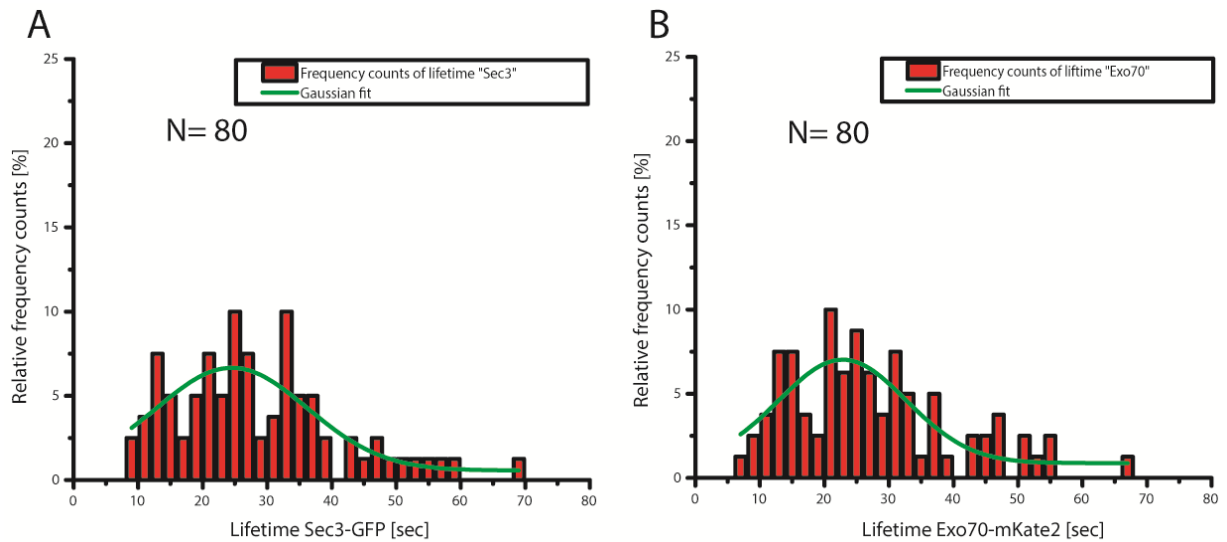 A
Frequency counts of lifetime "Sec3"
Gaussian fit
N= 80
Relative frequency counts [%]
25
20
15
10
5
0
0 10 20 30 40 50 60 70 80
Lifetime Sec3-GFP [sec]
B
Frequency counts of liftime "Exo70"
Gaussian fit
N= 80
Relative frequency counts [%]
25
20
15
10
5
0
0 10 20 30 40 50 60 70 80
Lifetime Exo70-mKate2 [sec]